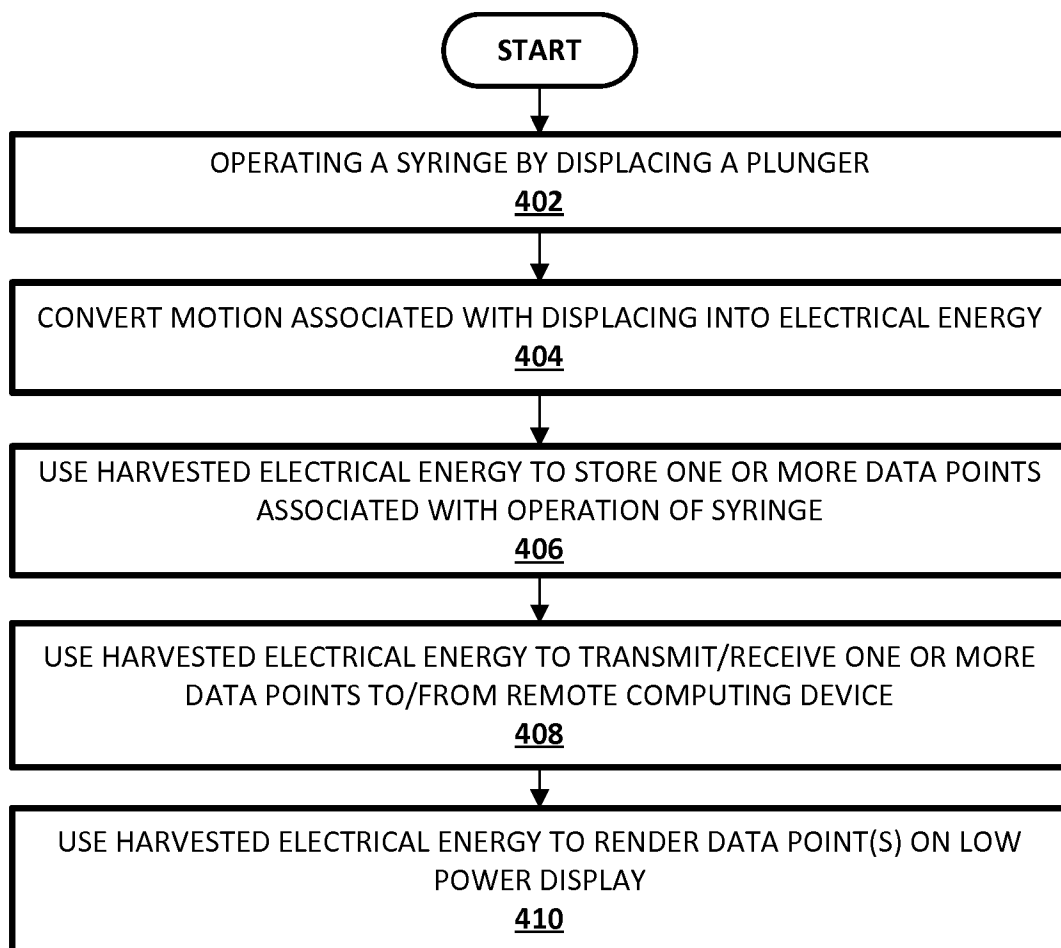 START
OPERATING A SYRINGE BY DISPLACING A PLUNGER
402
CONVERT MOTION ASSOCIATED WITH DISPLACING INTO ELECTRICAL ENERGY
404
USE HARVESTED ELECTRICAL ENERGY TO STORE ONE OR MORE DATA POINTS
ASSOCIATED WITH OPERATION OF SYRINGE
406
USE HARVESTED ELECTRICAL ENERGY TO TRANSMIT/RECEIVE ONE OR MORE
DATA POINTS TO/FROM REMOTE COMPUTING DEVICE
408
USE HARVESTED ELECTRICAL ENERGY TO RENDER DATA POINT(S) ON LOW
POWER DISPLAY
410